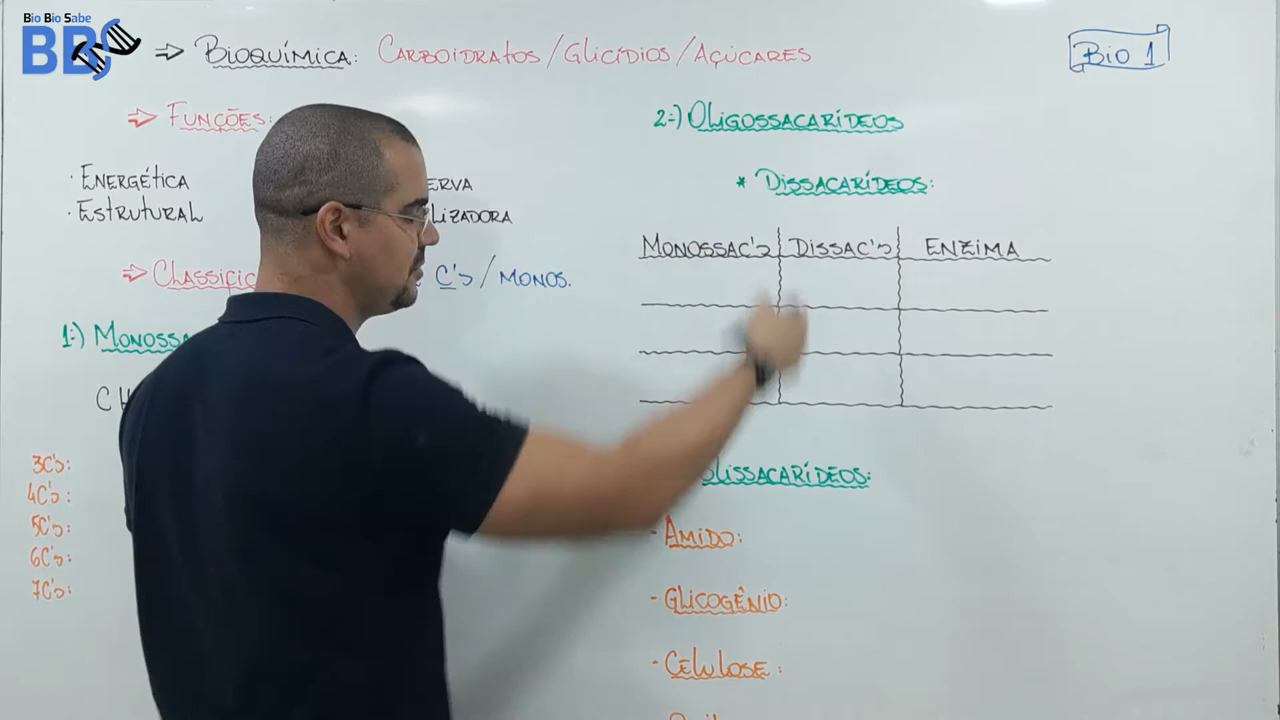 Bio Bio Sabe
BBS
⇒ BIOQUÍMICA: CARBOIDRATOS/GLICÍDIOS/AÇÚCARES
Bio 1
⇒ FUNÇÕES:
· ENERGÉTICA
ERVA
· ESTRUTURAL
LIZADORA
⇒ CLASSIFIC
C's / MONOS.
1:) MONOSSA
CH
3C's:
4C's:
5C's:
6C's:
7C's:
2:) OLIGOSSACARÍDEOS
* DISSACARÍDEOS:
MONOSSAC'S DISSAC'S ENZIMA
OLISSACARÍDEOS:
- AMIDO:
- GLICOGÊNIO:
- CELULOSE: